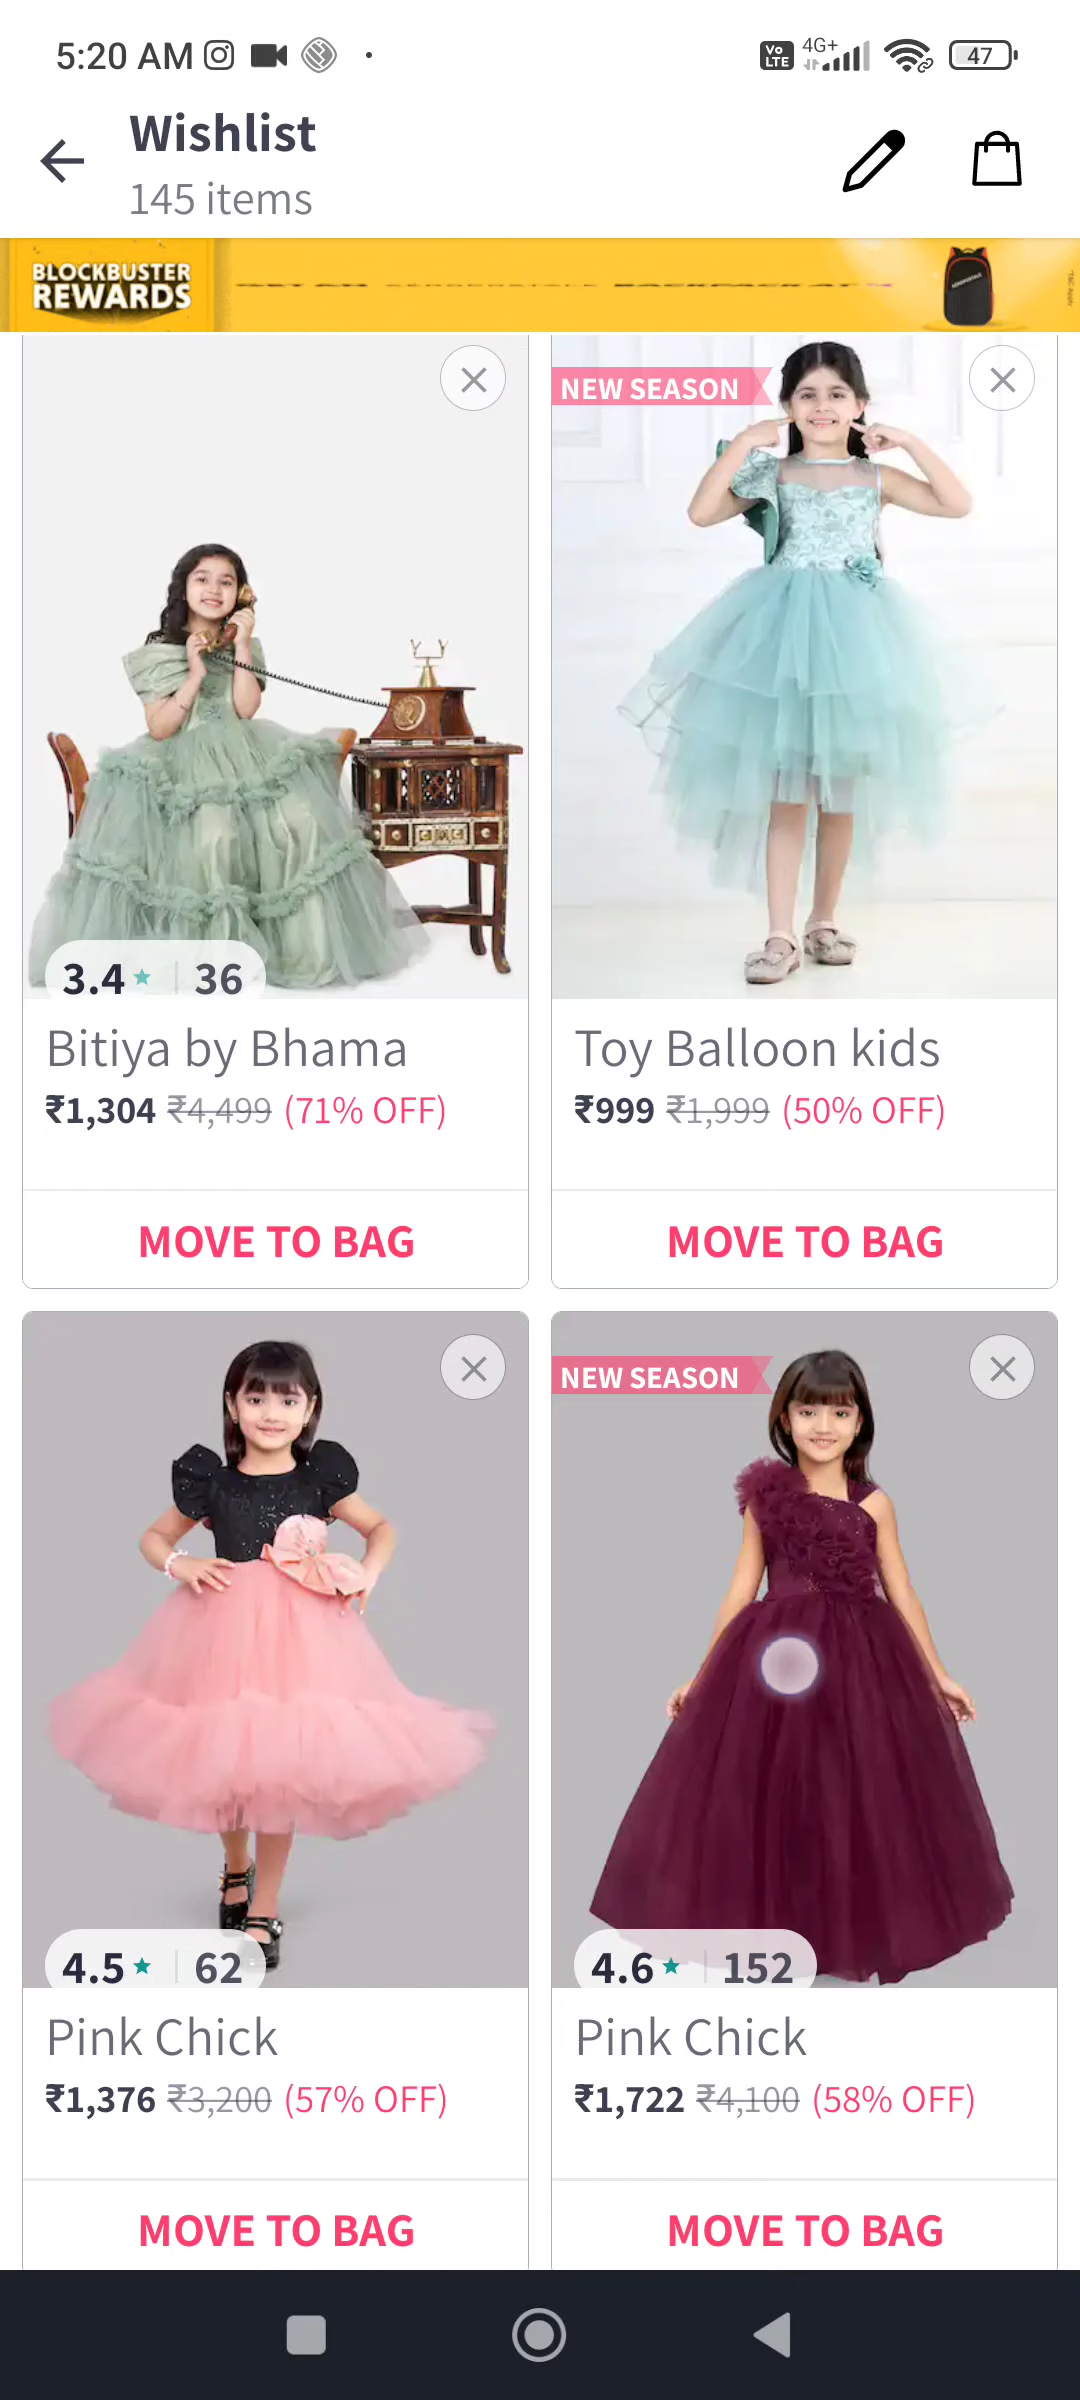 5:20 AM
Vo LTE 4G+ 47
Wishlist
145 items
BLOCKBUSTER
REWARDS
NEW SEASON
3.4 ★ | 36
Bitiya by Bhama
₹1,304 ₹4,499 (71% OFF)
MOVE TO BAG
Toy Balloon kids
₹999 ₹1,999 (50% OFF)
MOVE TO BAG
4.5 ★ | 62
Pink Chick
₹1,376 ₹3,200 (57% OFF)
MOVE TO BAG
NEW SEASON
4.6 ★ | 152
Pink Chick
₹1,722 ₹4,100 (58% OFF)
MOVE TO BAG